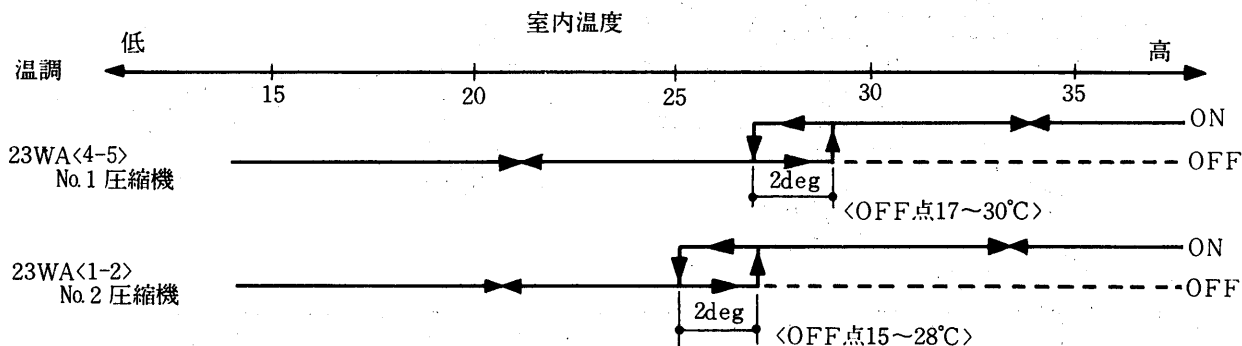 室内温度
低
高
温調
15 20 25 30 35
ON
23WA<4-5>
OFF
No.1 圧縮機
2deg
<OFF点17～30℃>
ON
23WA<1-2>
OFF
No.2 圧縮機
2deg
<OFF点15～28℃>